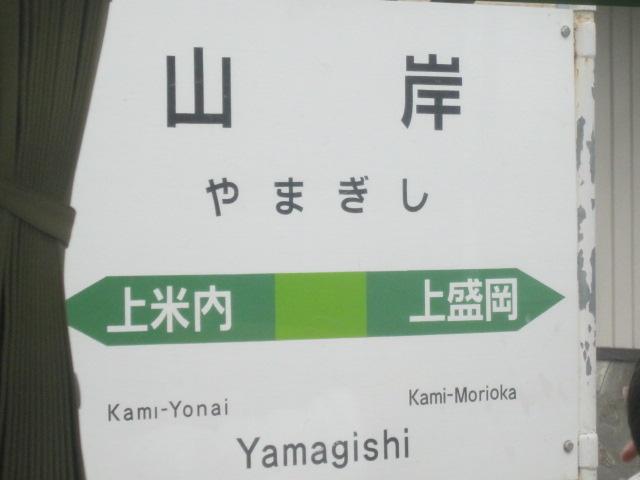 山岸
やまぎし
上米内 上盛岡
Kami-Yonai Kami-Morioka
Yamagishi